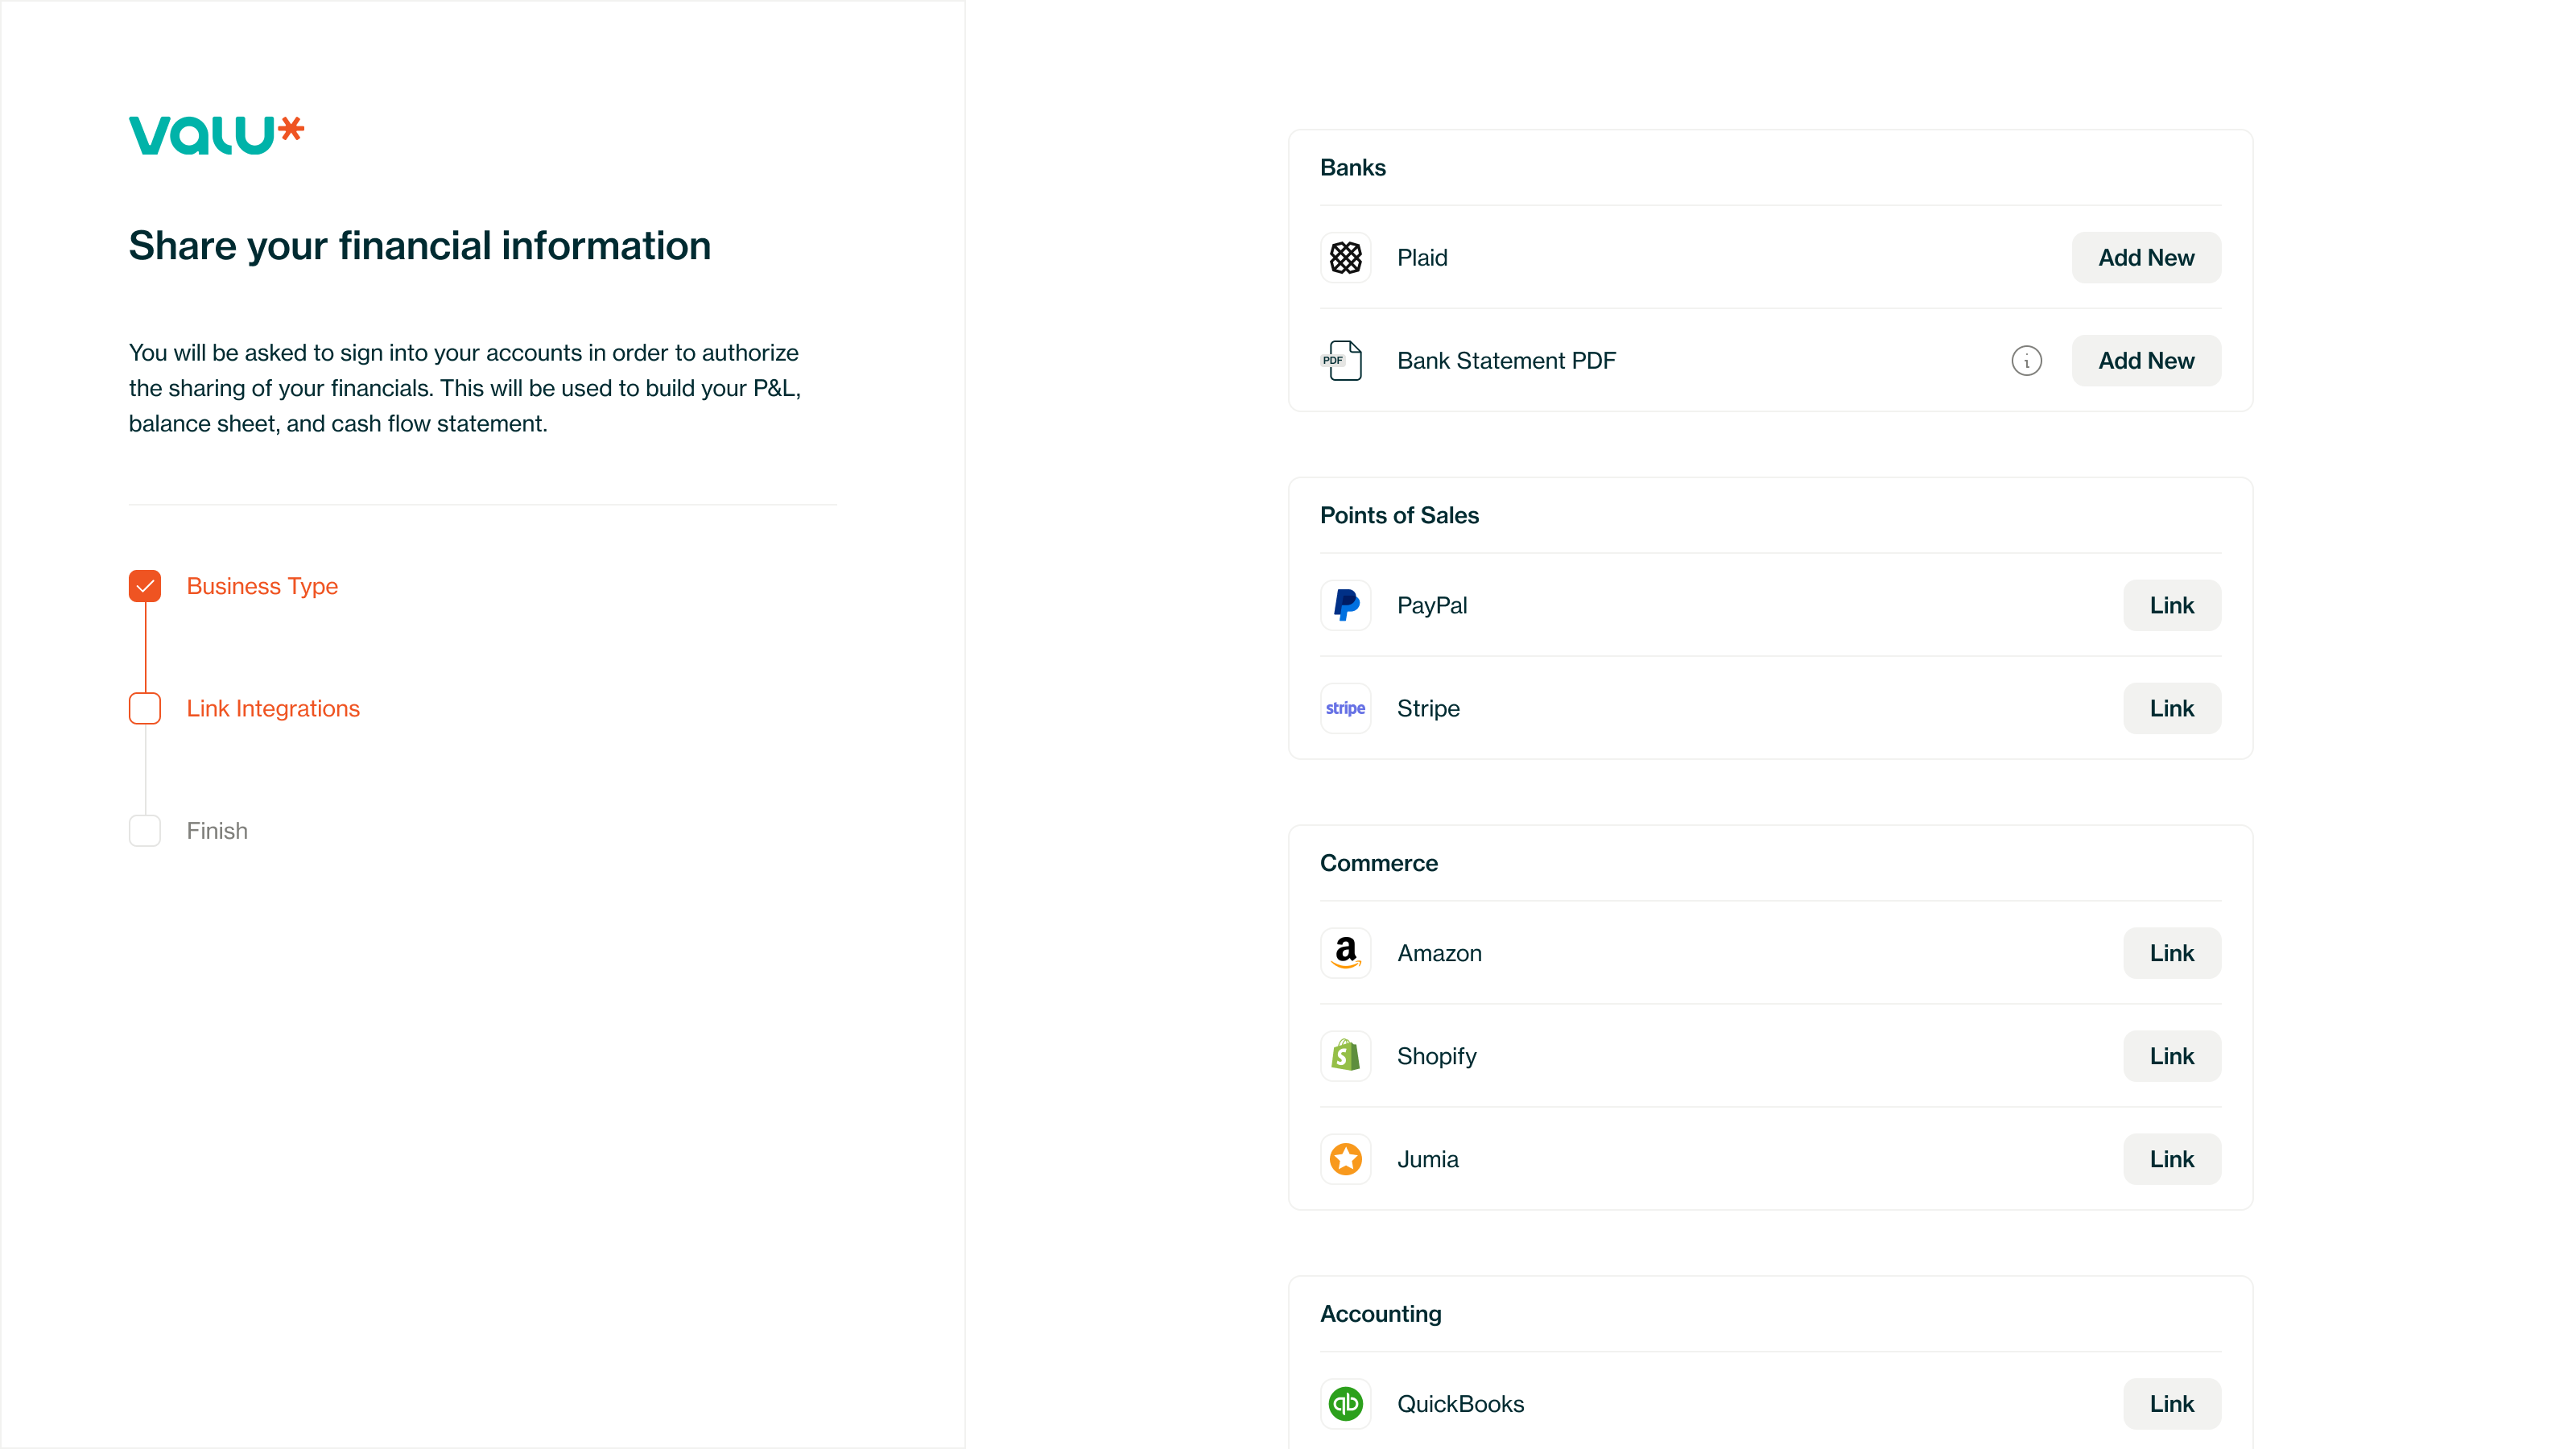 valu*
Share your financial information
You will be asked to sign into your accounts in order to authorize
the sharing of your financials. This will be used to build your P&L,
balance sheet, and cash flow statement.
Business Type
Link Integrations
Finish
Banks
Plaid
Add New
PDF
Bank Statement PDF
i
Add New
Points of Sales
PayPal
Link
stripe
Stripe
Link
Commerce
a
Amazon
Link
S
Shopify
Link
Jumia
Link
Accounting
qb
QuickBooks
Link